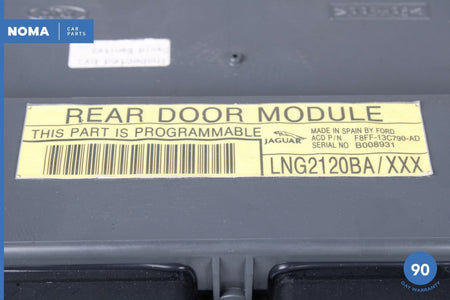 NOMA
CAR
PARTS
REAR DOOR MODULE
THIS PART IS PROGRAMMABLE
JAGUAR
MADE IN SPAIN BY FORD
ACD P/N F8FF-13C790-AD
SERIAL NO B008931
LNG2120BA/XXX
90
DAY WARRANTY